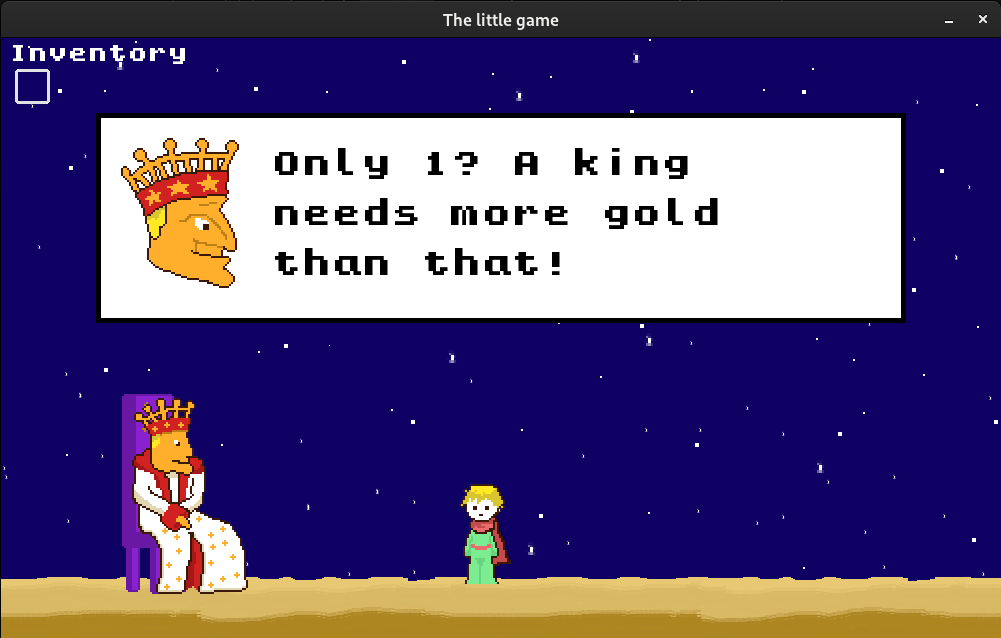 The little game
Inventory
Only 1? A king
needs more gold
than that!